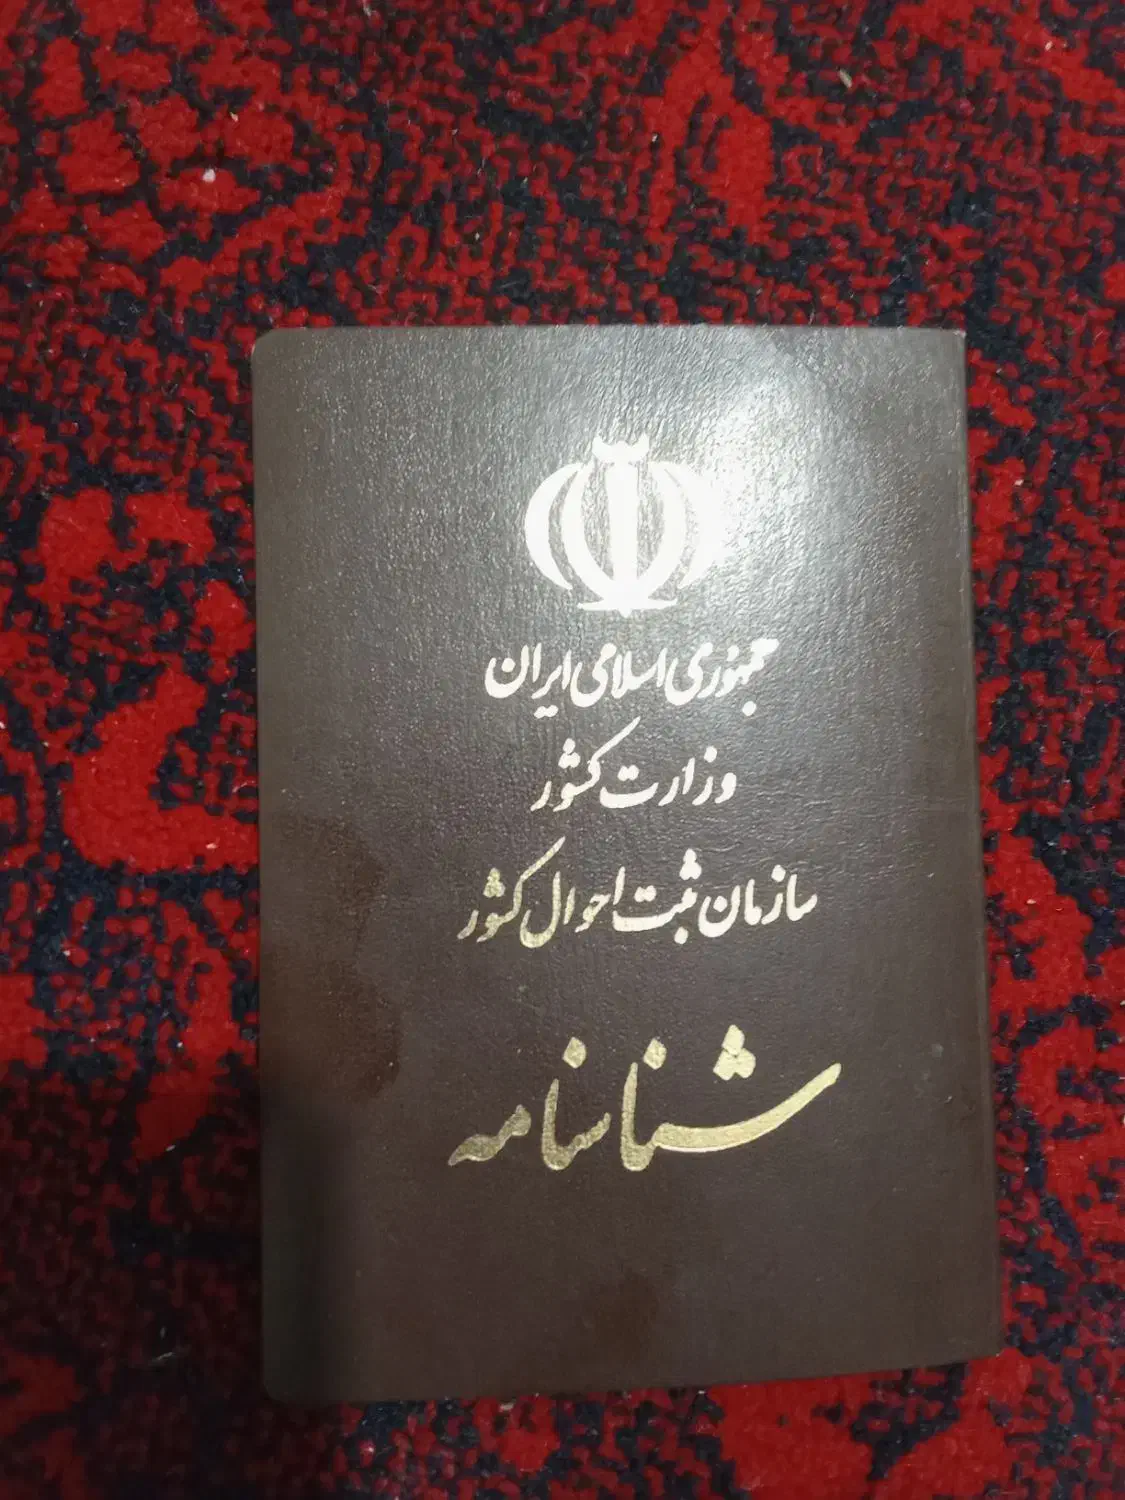 جمهوری اسلامی ایران
وزارت کشور
سازمان ثبت احوال کشور
شناسنامه